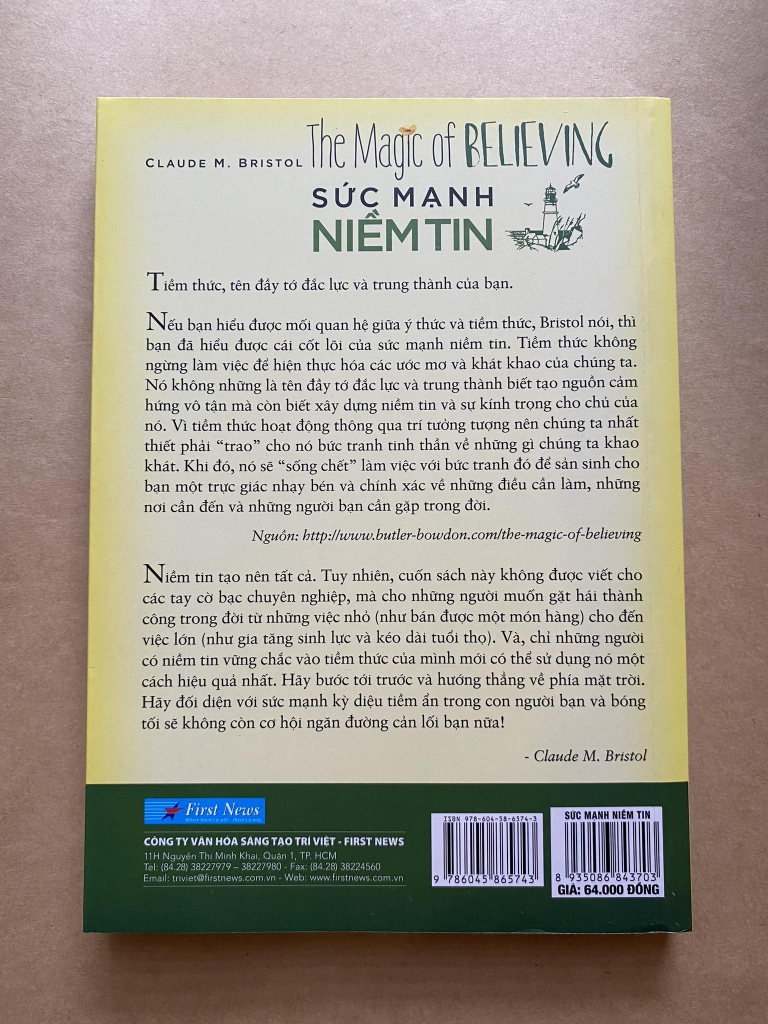 CLAUDE M. BRISTOL The Magic of BELIEVING
SỨC MẠNH
NIỀM TIN
Tiềm thức, tên đầy tớ đắc lực và trung thành của bạn.
Nếu bạn hiểu được mối quan hệ giữa ý thức và tiềm thức, Bristol nói, thì
bạn đã hiểu được cái cốt lõi của sức mạnh niềm tin. Tiềm thức không
ngừng làm việc để hiện thực hóa các ước mơ và khát khao của chúng ta.
Nó không những là tên đầy tớ đắc lực và trung thành biết tạo nguồn cảm
hứng vô tận mà còn biết xây dựng niềm tin và sự kính trọng cho chủ của
nó. Vì tiềm thức hoạt động thông qua trí tưởng tượng nên chúng ta nhất
thiết phải “trao” cho nó bức tranh tinh thần về những gì chúng ta khao
khát. Khi đó, nó sẽ “sống chết” làm việc với bức tranh đó để sản sinh cho
bạn một trực giác nhạy bén và chính xác về những điều cần làm, những
nơi cần đến và những người bạn cần gặp trong đời.
Nguồn: http://www.butler-bowdon.com/the-magic-of-believing
Niềm tin tạo nên tất cả. Tuy nhiên, cuốn sách này không được viết cho
các tay cờ bạc chuyên nghiệp, mà cho những người muốn gặt hái thành
công trong đời từ những việc nhỏ (như bán được một món hàng) cho đến
việc lớn (như gia tăng sinh lực và kéo dài tuổi thọ). Và, chỉ những người
có niềm tin vững chắc vào tiềm thức của mình mới có thể sử dụng nó một
cách hiệu quả nhất. Hãy bước tới trước và hướng thẳng về phía mặt trời.
Hãy đối diện với sức mạnh kỳ diệu tiềm ẩn trong con người bạn và bóng
tối sẽ không còn cơ hội ngăn đường cản lối bạn nữa!
- Claude M. Bristol
First News
Where there's a will - there's a way
CÔNG TY VĂN HÓA SÁNG TẠO TRÍ VIỆT - FIRST NEWS
11H Nguyễn Thị Minh Khai, Quận 1, TP. HCM
Tel: (84.28) 38227979 – 38227980 - Fax: (84.28) 38224560
Email: triviet@firstnews.com.vn - Web: www.firstnews.com.vn
ISBN 978-604-58-6574-3
9 786045 865743
SỨC MẠNH NIỀM TIN
8 935086 843703
GIÁ: 64.000 ĐỒNG